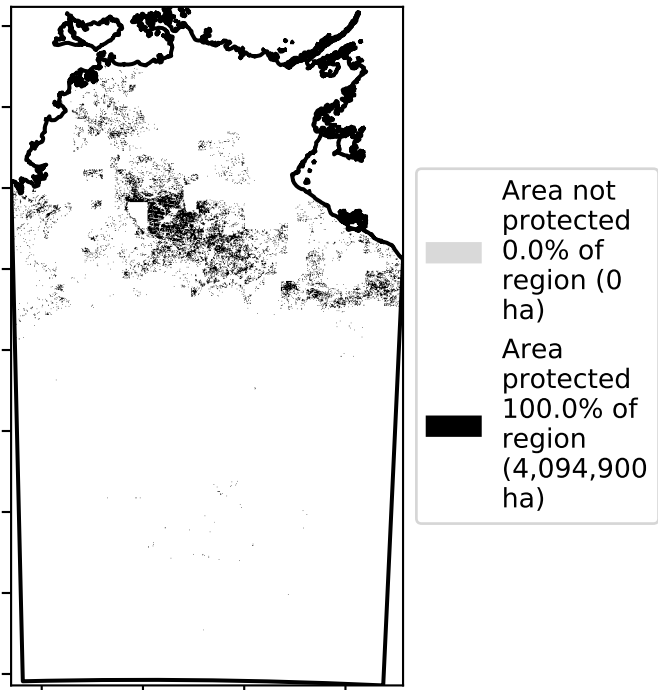 Area not
protected
0.0% of
region (0
ha)
Area
protected
100.0% of
region
(4,094,900
ha)